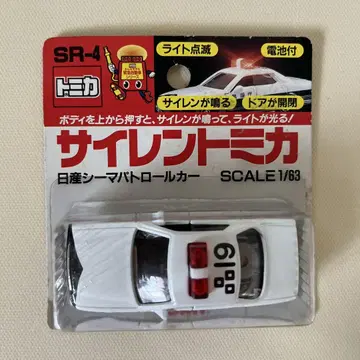 SR-4
トミカ
ライト点滅
電池付
サイレンが鳴る
ドアが開閉
ボディを上から押すと、サイレンが鳴って、ライトが光る!
サイレントミカ
日産シーマパトロールカー
SCALE 1/63